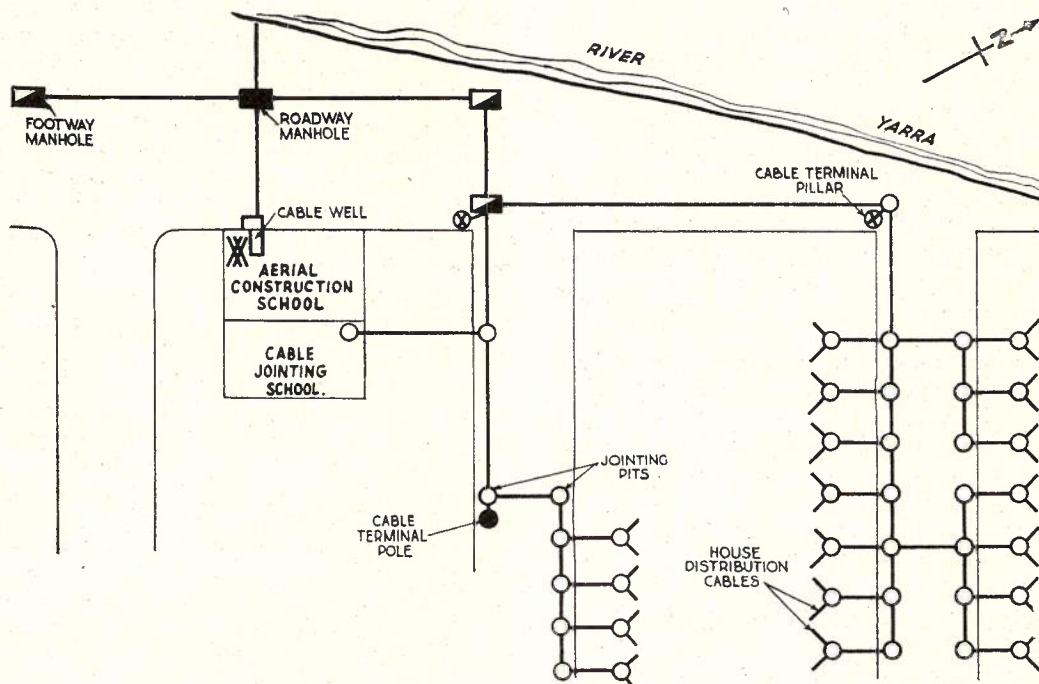 RIVER
YARRA
N
FOOTWAY
MANHOLE
ROADWAY
MANHOLE
CABLE TERMINAL
PILLAR
CABLE WELL
AERIAL
CONSTRUCTION
SCHOOL
CABLE
JOINTING
SCHOOL.
JOINTING
PITS
CABLE
TERMINAL
POLE
HOUSE
DISTRIBUTION
CABLES